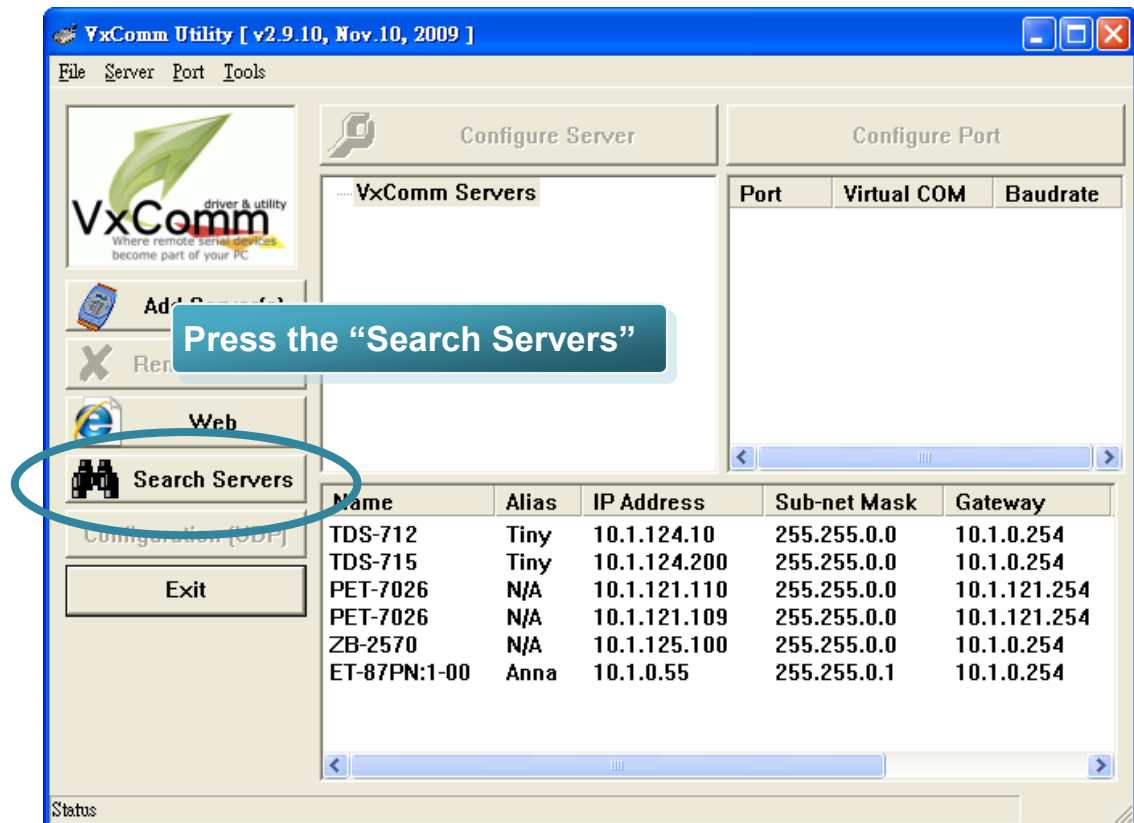 VxComm Utility [ v2.9.10, Nov.10, 2009 ]
File Server Port Tools
VxComm
driver & utility
Where remote serial devices
become part of your PC
Configure Server
Configure Port
VxComm Servers
Port Virtual COM Baudrate
Add
Press the “Search Servers”
Web
Search Servers
Configuration (UDP)
Exit
Name Alias IP Address Sub-net Mask Gateway
TDS-712 Tiny 10.1.124.10 255.255.0.0 10.1.0.254
TDS-715 Tiny 10.1.124.200 255.255.0.0 10.1.0.254
PET-7026 N/A 10.1.121.110 255.255.0.0 10.1.121.254
PET-7026 N/A 10.1.121.109 255.255.0.0 10.1.121.254
ZB-2570 N/A 10.1.125.100 255.255.0.0 10.1.0.254
ET-87PN:1-00 Anna 10.1.0.55 255.255.0.1 10.1.0.254
Status